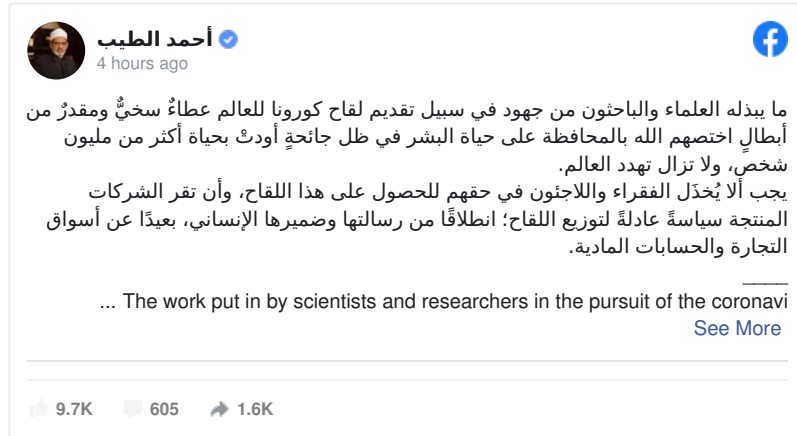 أحمد الطيب
4 hours ago
ما يبذله العلماء والباحثون من جهود في سبيل تقديم لقاح كورونا للعالم عطاءٌ سخيٌّ ومقدرٌ من
أبطالٍ اختصهم الله بالمحافظة على حياة البشر في ظل جائحةٍ أودتْ بحياة أكثر من مليون
شخص، ولا تزال تهدد العالم.
يجب ألا يُخذَل الفقراء واللاجئون في حقهم للحصول على هذا اللقاح، وأن تقر الشركات
المنتجة سياسةً عادلةً لتوزيع اللقاح؛ انطلاقًا من رسالتها وضميرها الإنساني، بعيدًا عن أسواق
التجارة والحسابات المادية.
____
... The work put in by scientists and researchers in the pursuit of the coronavi
See More
9.7K 605 1.6K